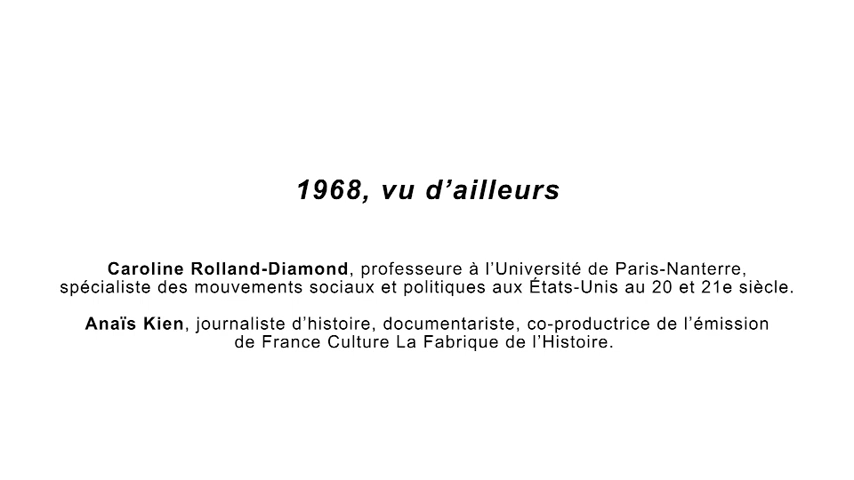 1968, vu d’ailleurs
Caroline Rolland-Diamond, professeure à l’Université de Paris-Nanterre,
spécialiste des mouvements sociaux et politiques aux États-Unis au 20 et 21e siècle.
Anaïs Kien, journaliste d’histoire, documentariste, co-productrice de l’émission
de France Culture La Fabrique de l’Histoire.